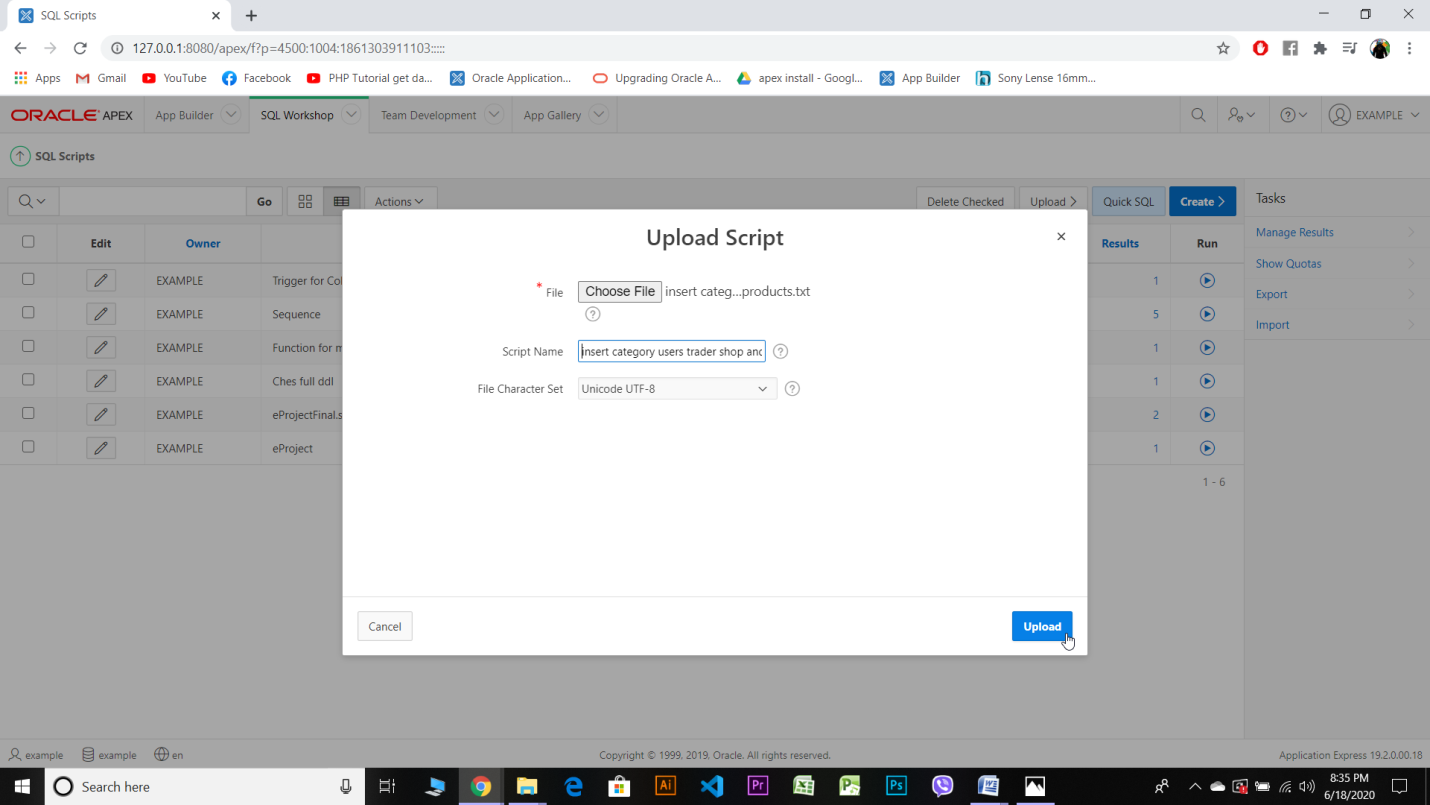 SQL Scripts
127.0.0.1:8080/apex/f?p=4500:1004:1861303911103:::::
Apps Gmail YouTube Facebook PHP Tutorial get da... Oracle Application... Upgrading Oracle A... apex install - Googl... App Builder Sony Lense 16mm...
ORACLE APEX App Builder SQL Workshop Team Development App Gallery EXAMPLE
SQL Scripts
Go Actions Delete Checked Upload Quick SQL Create
Tasks
Manage Results
Show Quotas
Export
Import
Edit Owner Results Run
EXAMPLE Trigger for Col 1
EXAMPLE Sequence 5
EXAMPLE Function for m 1
EXAMPLE Ches full ddl 1
EXAMPLE eProjectFinal.s 2
EXAMPLE eProject 1
1 - 6
Upload Script
* File Choose File insert categ...products.txt
Script Name insert category users trader shop and
File Character Set Unicode UTF-8
Cancel Upload
example example en Copyright © 1999, 2019, Oracle. All rights reserved. Application Express 19.2.0.00.18
Search here
Ai Pr Ps
8:35 PM
6/18/2020